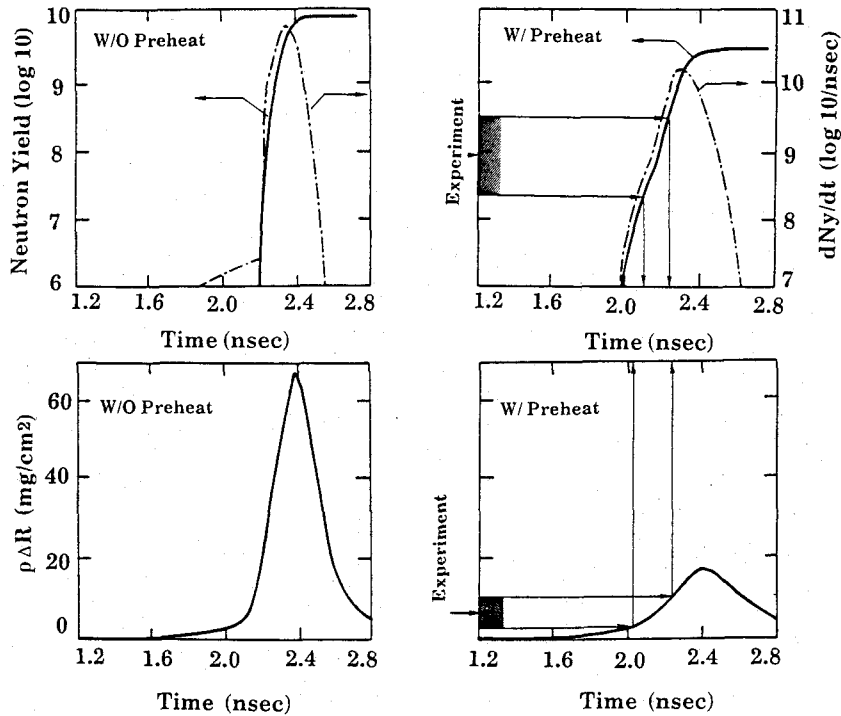 Neutron Yield (log 10)
10
9
8
7
6
W/O Preheat
1.2
1.6
2.0
2.4
2.8
Time (nsec)
Experiment
W/ Preheat
11
10
9
8
7
dNy/dt (log 10/nsec)
1.2
1.6
2.0
2.4
2.8
Time (nsec)
ρΔR (mg/cm2)
60
40
20
0
W/O Preheat
1.2
1.6
2.0
2.4
2.8
Time (nsec)
Experiment
W/ Preheat
1.2
1.6
2.0
2.4
2.8
Time (nsec)